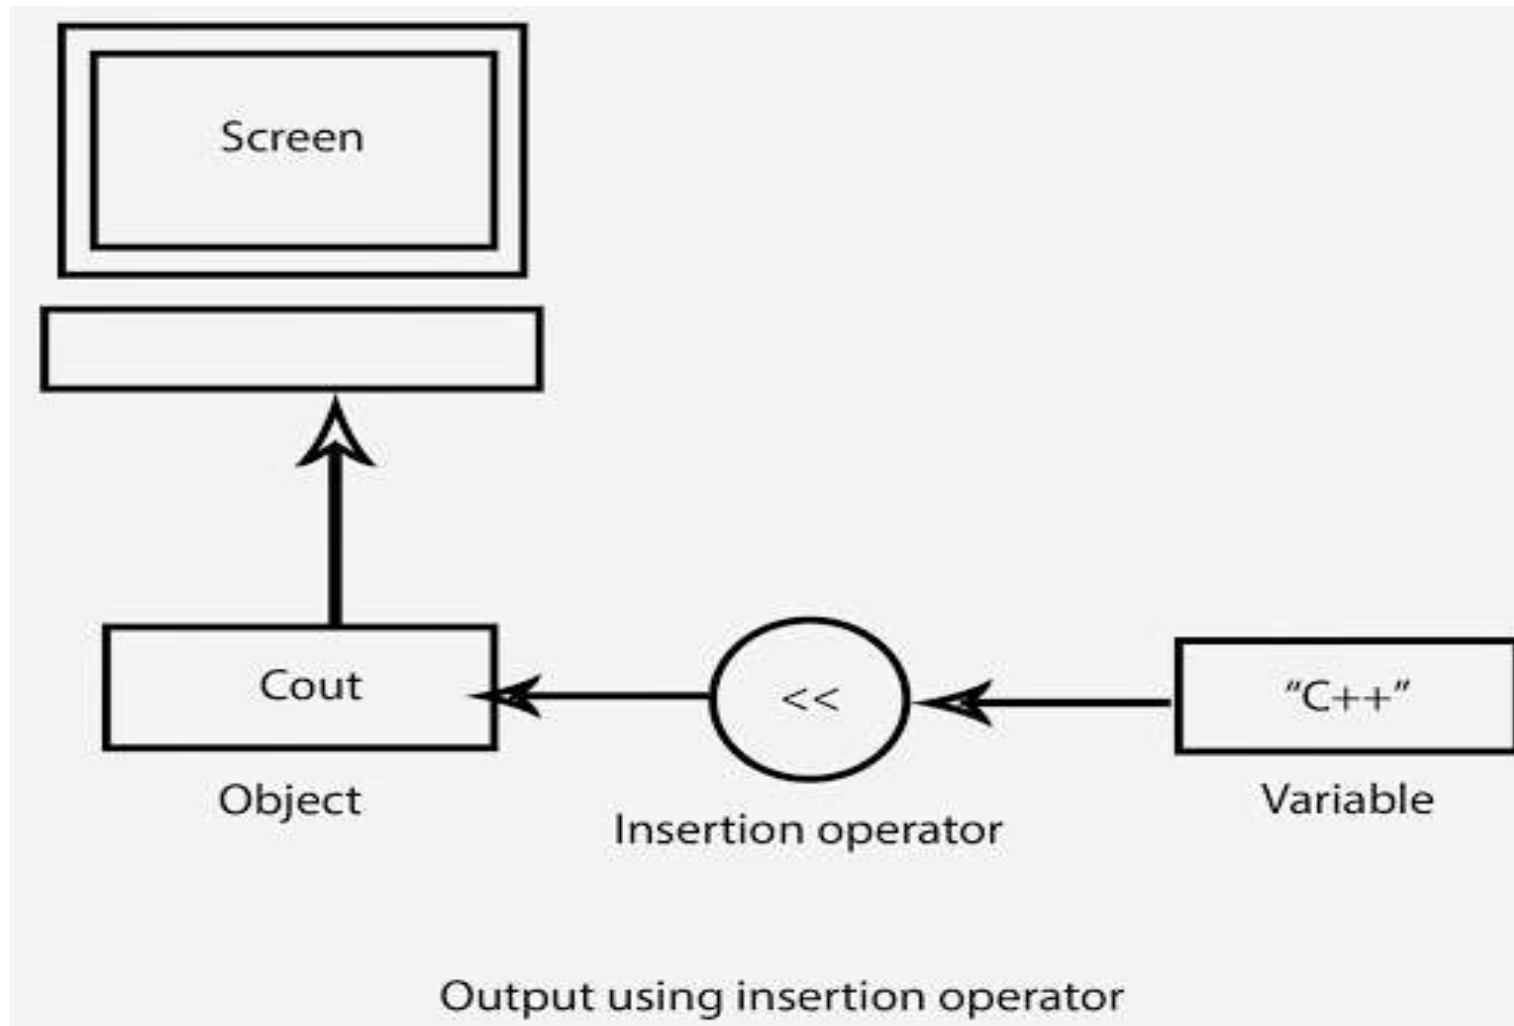 Screen
Cout
<<
“C++”
Object
Insertion operator
Variable
Output using insertion operator